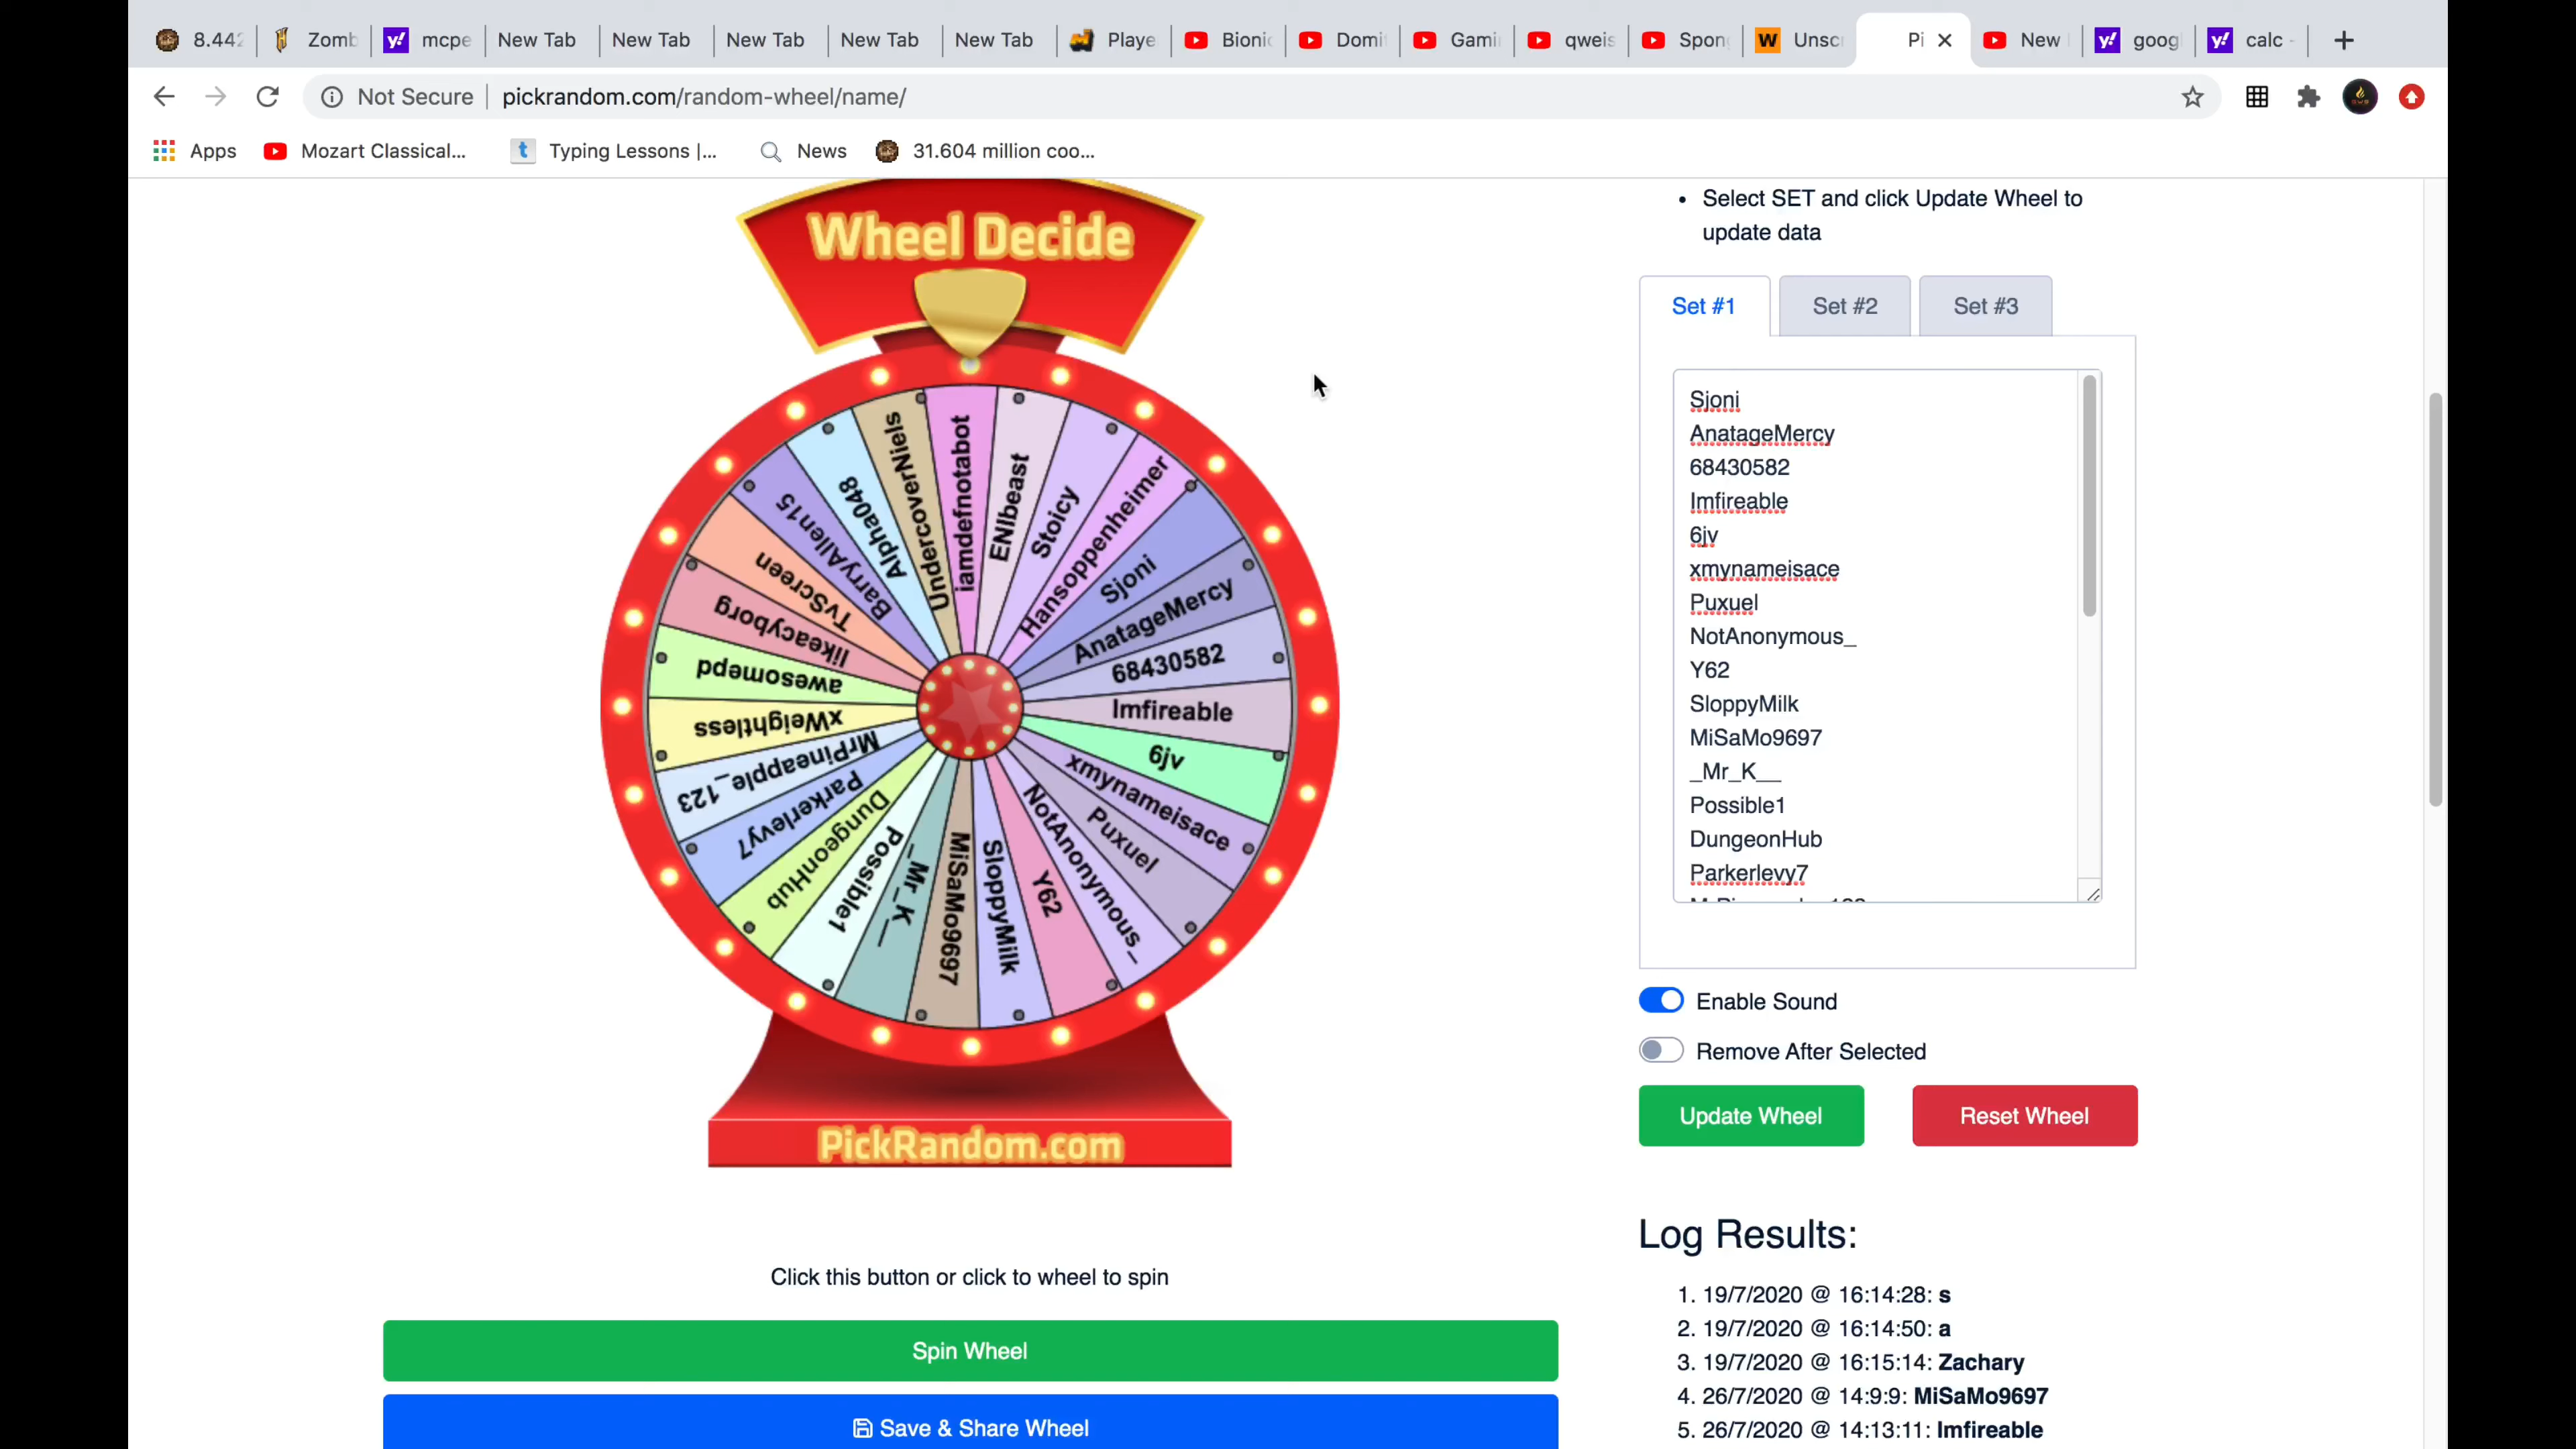 8.442
Zomb
mcpe
New Tab
New Tab
New Tab
New Tab
New Tab
Playe
Bionic
Domi
Gami
qweis
Spon
Unsc
Pi
New
goog
calc -
Not Secure
pickrandom.com/random-wheel/name/
Apps
Mozart Classical...
Typing Lessons |...
News
31.604 million coo...
Wheel Decide
iamdefnotabot
ENIbeast
Stoicy
Hansoppenheimer
Sjoni
AnatageMercy
68430582
Imfireable
6jv
xmynameisace
Puxuel
NotAnonymous_
Y62
SloppyMilk
MiSaMo9697
_Mr_K__
Possible1
DungeonHub
Parkerlevy7
MrPineapple_123
xWeightless
awesomepd
likeacyborg
TvScreen
BarryAllen15
Alpha048
UndercoverNiels
PickRandom.com
Click this button or click to wheel to spin
Spin Wheel
Save & Share Wheel
• Select SET and click Update Wheel to
update data
Set #1
Set #2
Set #3
Sjoni
AnatageMercy
68430582
Imfireable
6jv
xmynameisace
Puxuel
NotAnonymous_
Y62
SloppyMilk
MiSaMo9697
_Mr_K__
Possible1
DungeonHub
Parkerlevy7
Enable Sound
Remove After Selected
Update Wheel
Reset Wheel
Log Results:
1. 19/7/2020 @ 16:14:28: s
2. 19/7/2020 @ 16:14:50: a
3. 19/7/2020 @ 16:15:14: Zachary
4. 26/7/2020 @ 14:9:9: MiSaMo9697
5. 26/7/2020 @ 14:13:11: Imfireable